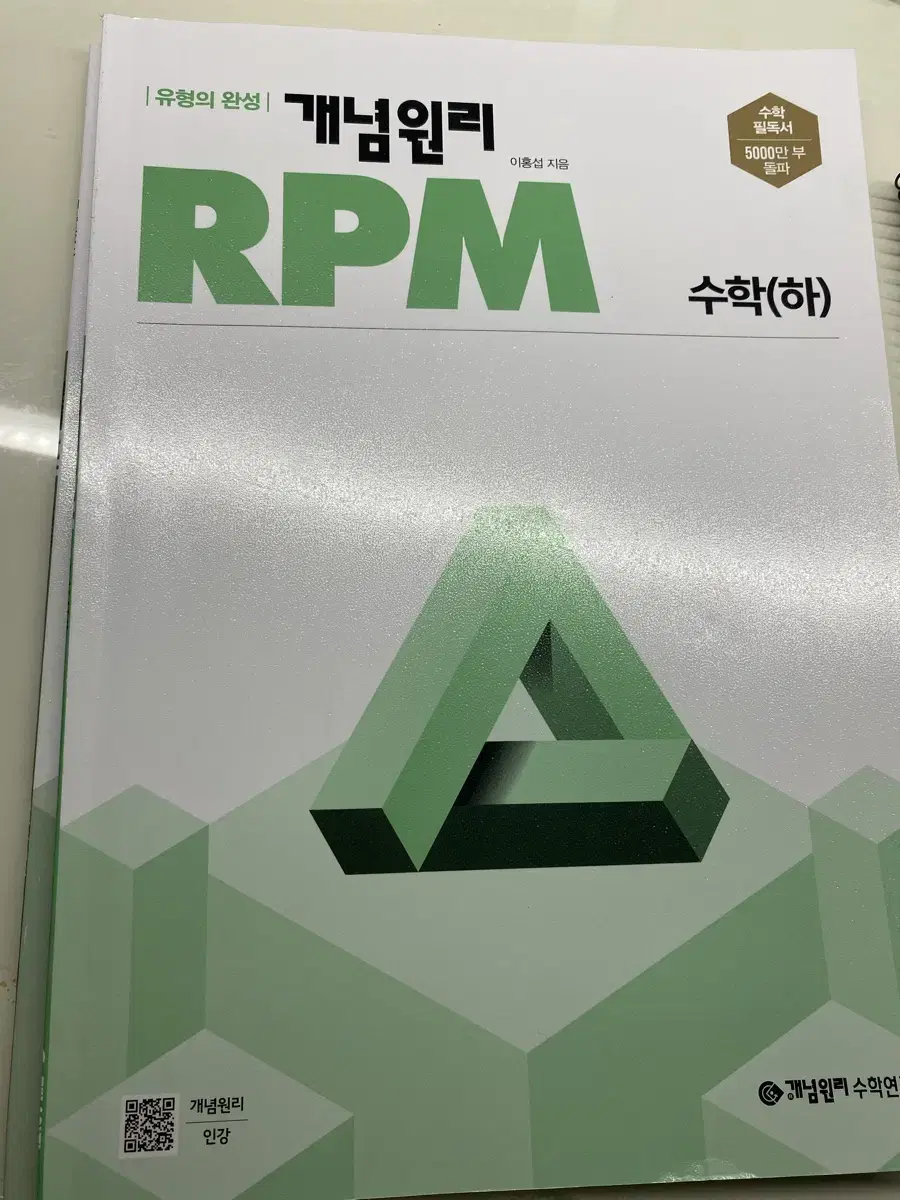 | 유형의 완성 | 개념원리
이홍섭 지음
RPM
수학
필독서
5000만 부
돌파
수학(하)
개념원리
인강
개념원리 수학연